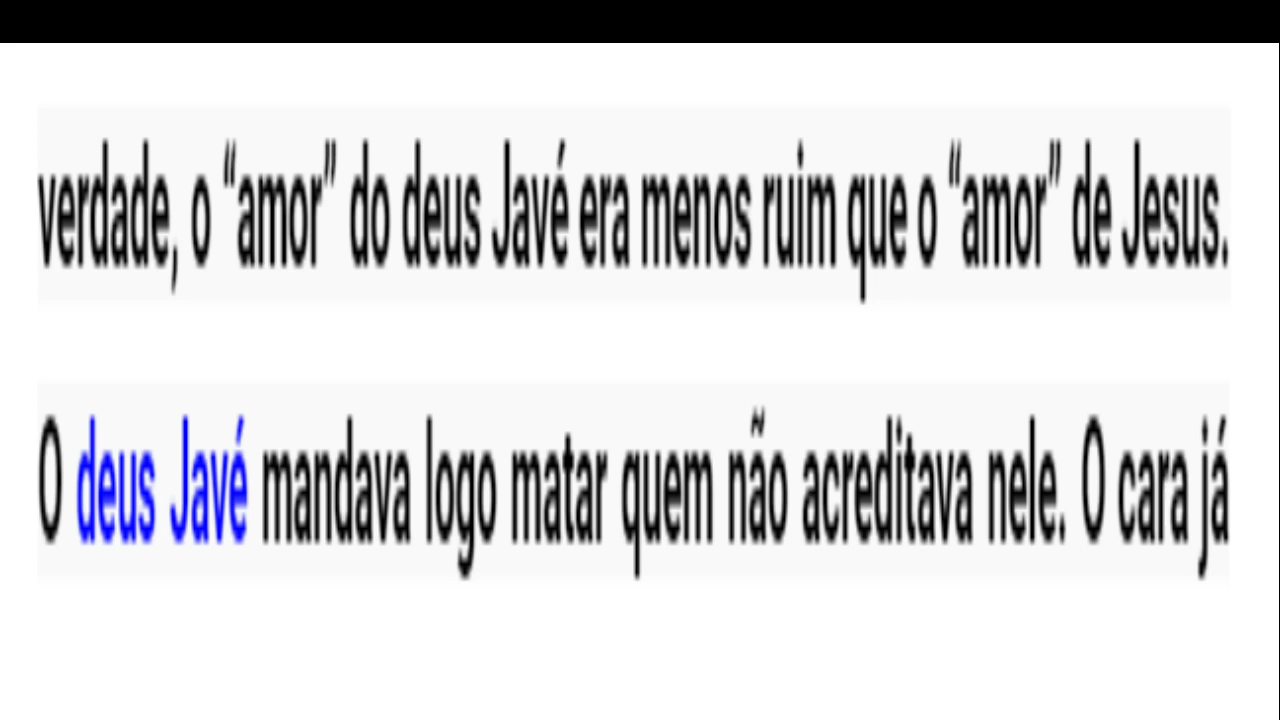 verdade, o “amor” do deus Javé era menos ruim que o “amor” de Jesus.
O deus Javé mandava logo matar quem não acreditava nele. O cara já